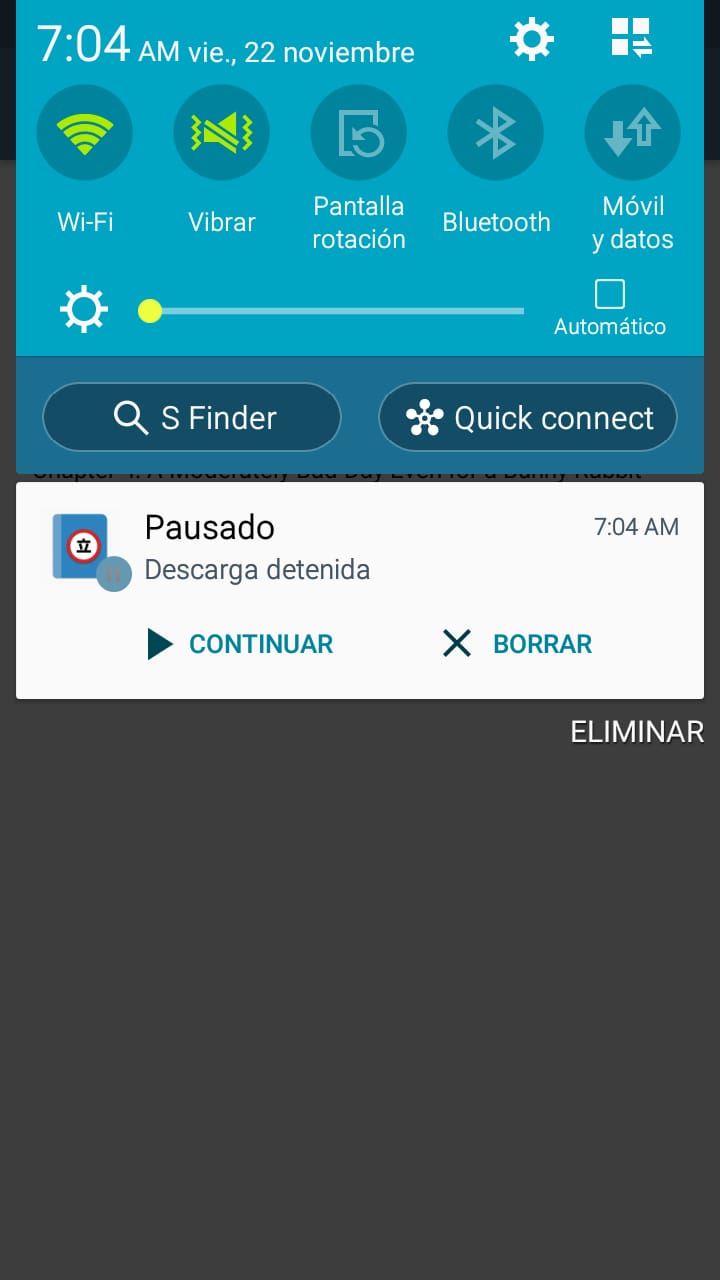 7:04 AM vie., 22 noviembre
Wi-Fi
Vibrar
Pantalla
rotación
Bluetooth
Móvil
y datos
Automático
S Finder
Quick connect
Chapter 1: A Moderately Bad Day Even for a Bunny Rabbit
立
Pausado
7:04 AM
Descarga detenida
CONTINUAR
BORRAR
ELIMINAR